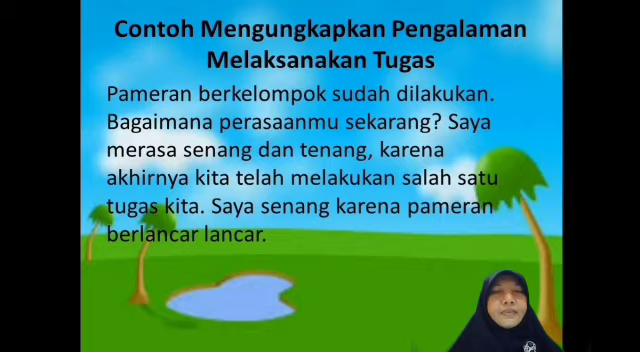 Contoh Mengungkapkan Pengalaman
Melaksanakan Tugas
Pameran berkelompok sudah dilakukan.
Bagaimana perasaanmu sekarang? Saya
merasa senang dan tenang, karena
akhirnya kita telah melakukan salah satu
tugas kita. Saya senang karena pameran
berlancar lancar.